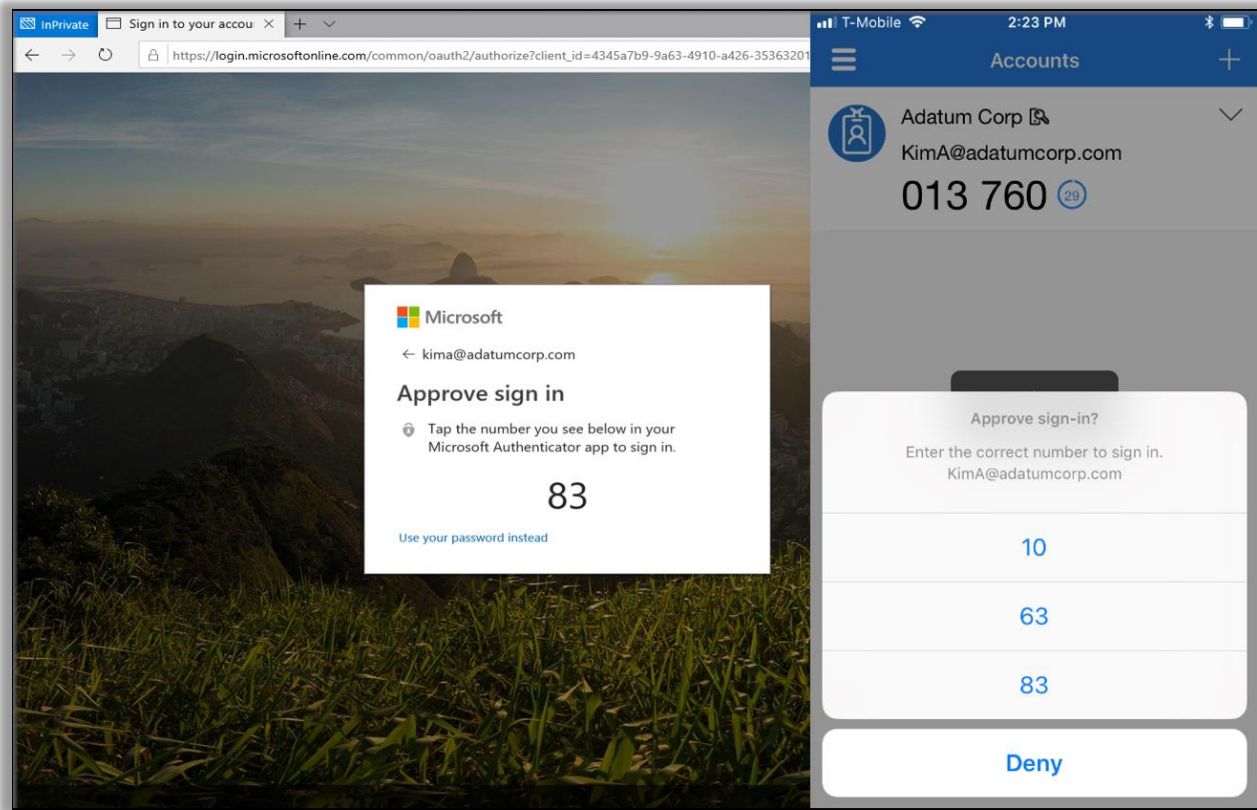 InPrivate
Sign in to your accou
https://login.microsoftonline.com/common/oauth2/authorize?client_id=4345a7b9-9a63-4910-a426-35363201
Microsoft
kima@adatumcorp.com
Approve sign in
Tap the number you see below in your
Microsoft Authenticator app to sign in.
83
Use your password instead
T-Mobile 2:23 PM
Accounts
Adatum Corp
KimA@adatumcorp.com
013 760 29
Approve sign-in?
Enter the correct number to sign in.
KimA@adatumcorp.com
10
63
83
Deny